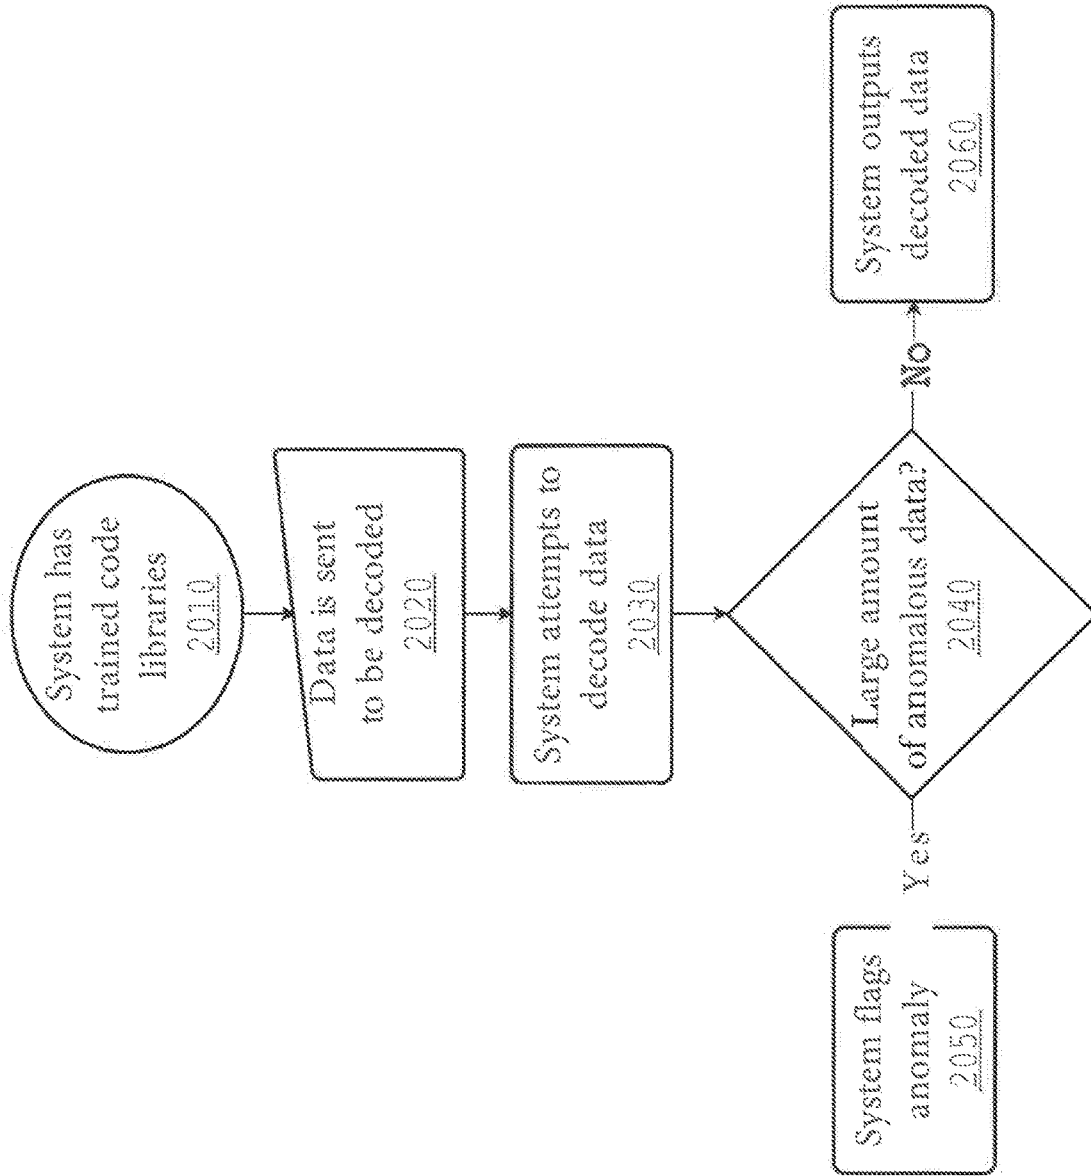 System has
trained code
libraries
2010
Data is sent
to be decoded
2020
System attempts to
decode data
2030
Large amount
of anomalous data?
2040
Yes
No
System flags
anomaly
2050
System outputs
decoded data
2060